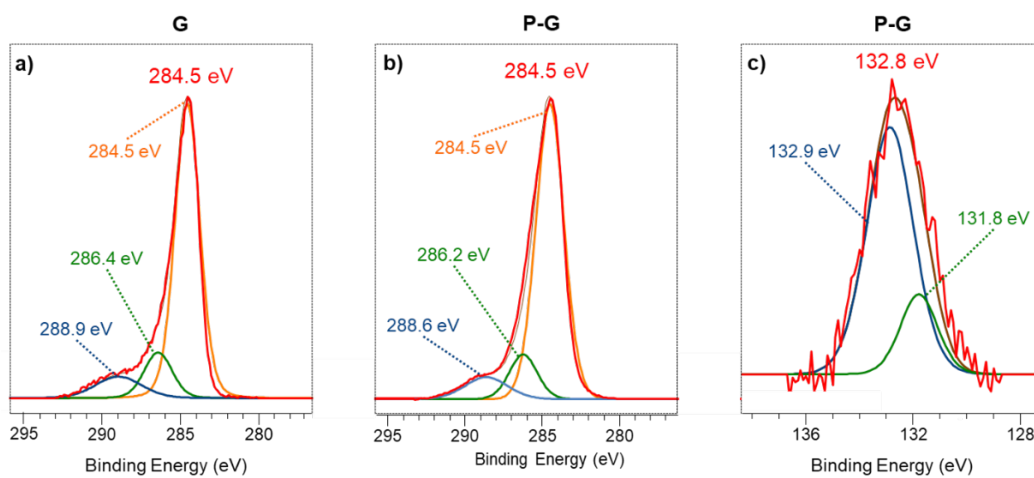 G
P-G
P-G
a)
284.5 eV
284.5 eV
286.4 eV
288.9 eV
295
290
285
280
Binding Energy (eV)
b)
284.5 eV
284.5 eV
286.2 eV
288.6 eV
295
290
285
280
Binding Energy (eV)
c)
132.8 eV
132.9 eV
131.8 eV
136
132
128
Binding Energy (eV)